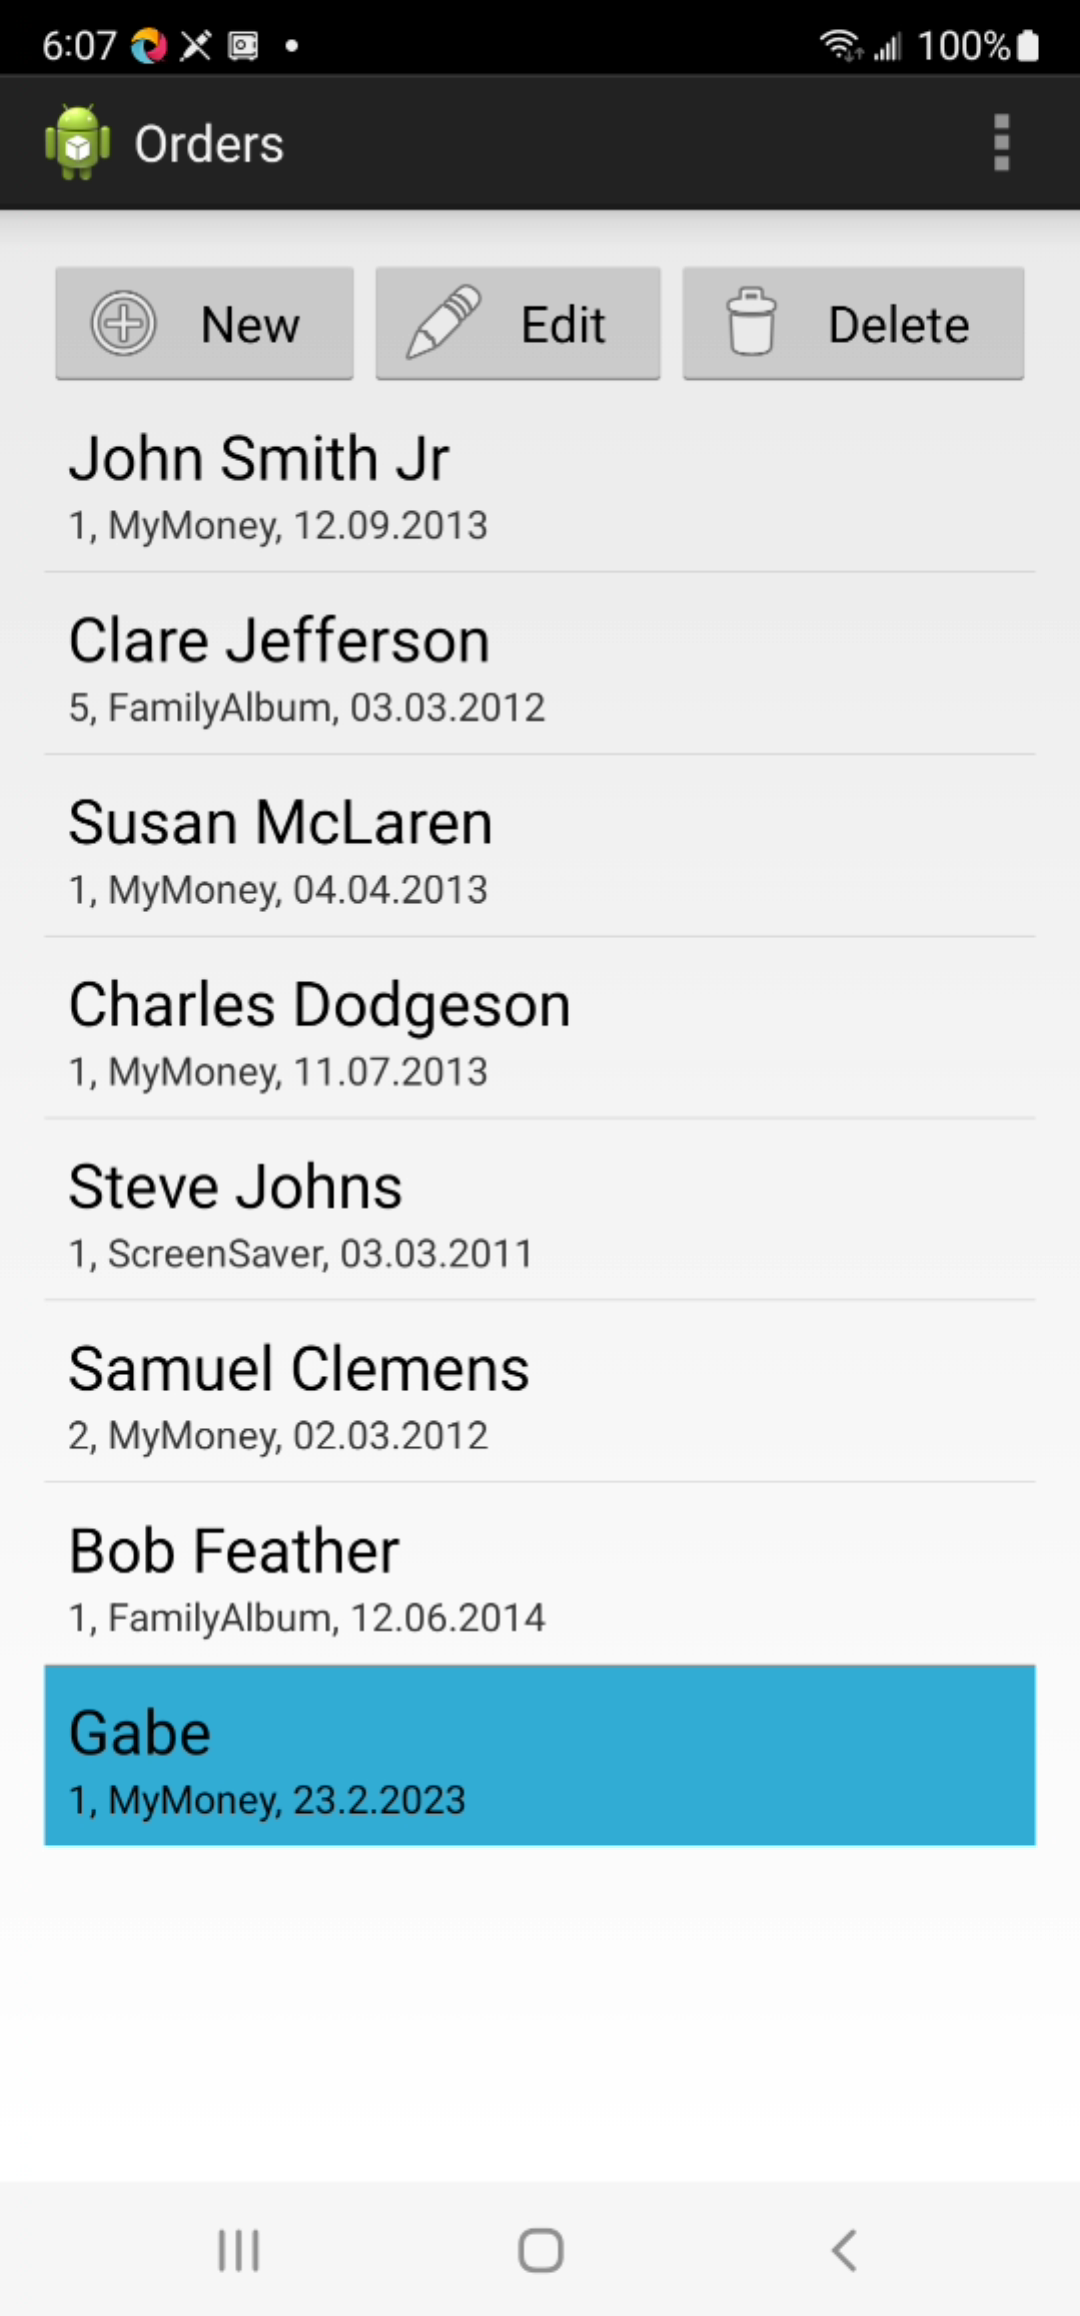 6:07
100%
Orders
New
Edit
Delete
John Smith Jr
1, MyMoney, 12.09.2013
Clare Jefferson
5, FamilyAlbum, 03.03.2012
Susan McLaren
1, MyMoney, 04.04.2013
Charles Dodgeson
1, MyMoney, 11.07.2013
Steve Johns
1, ScreenSaver, 03.03.2011
Samuel Clemens
2, MyMoney, 02.03.2012
Bob Feather
1, FamilyAlbum, 12.06.2014
Gabe
1, MyMoney, 23.2.2023